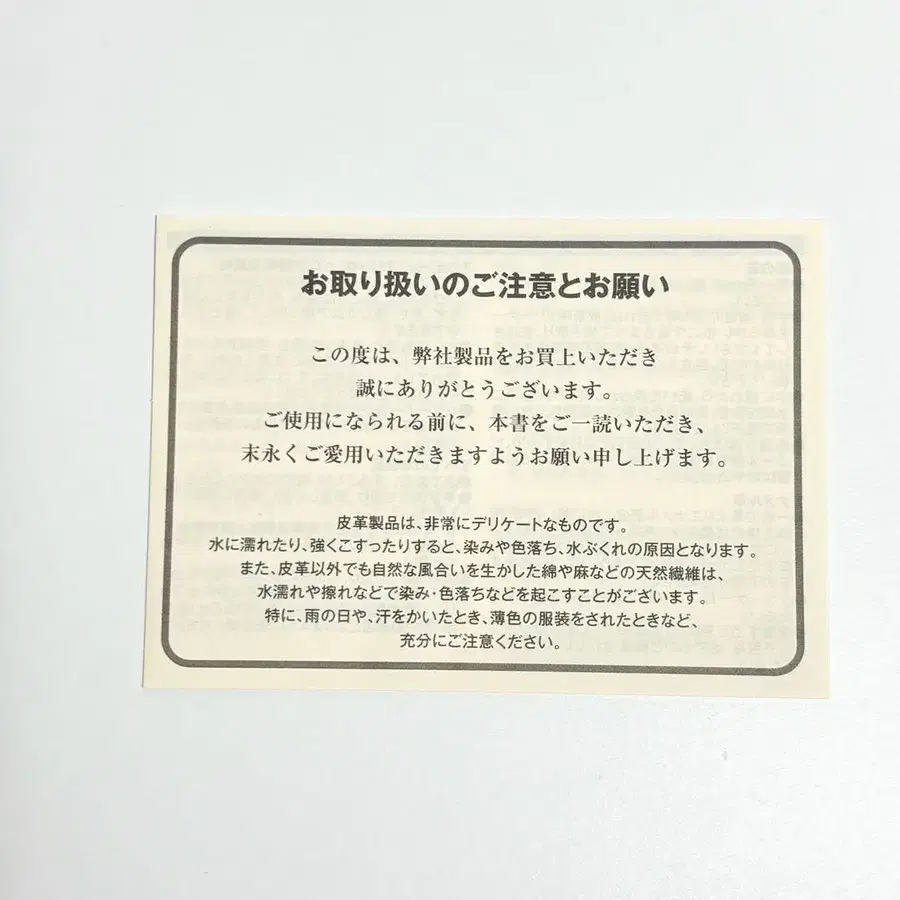 お取り扱いのご注意とお願い
この度は、弊社製品をお買上いただき
誠にありがとうございます。
ご使用になられる前に、本書をご一読いただき、
末永くご愛用いただきますようお願い申し上げます。
皮革製品は、非常にデリケートなものです。
水に濡れたり、強くこすったりすると、染みや色落ち、水ぶくれの原因となります。
また、皮革以外でも自然な風合いを生かした綿や麻などの天然繊維は、
水濡れや擦れなどで染み・色落ちなどを起こすことがございます。
特に、雨の日や、汗をかいたとき、薄色の服装をされたときなど、
充分にご注意ください。